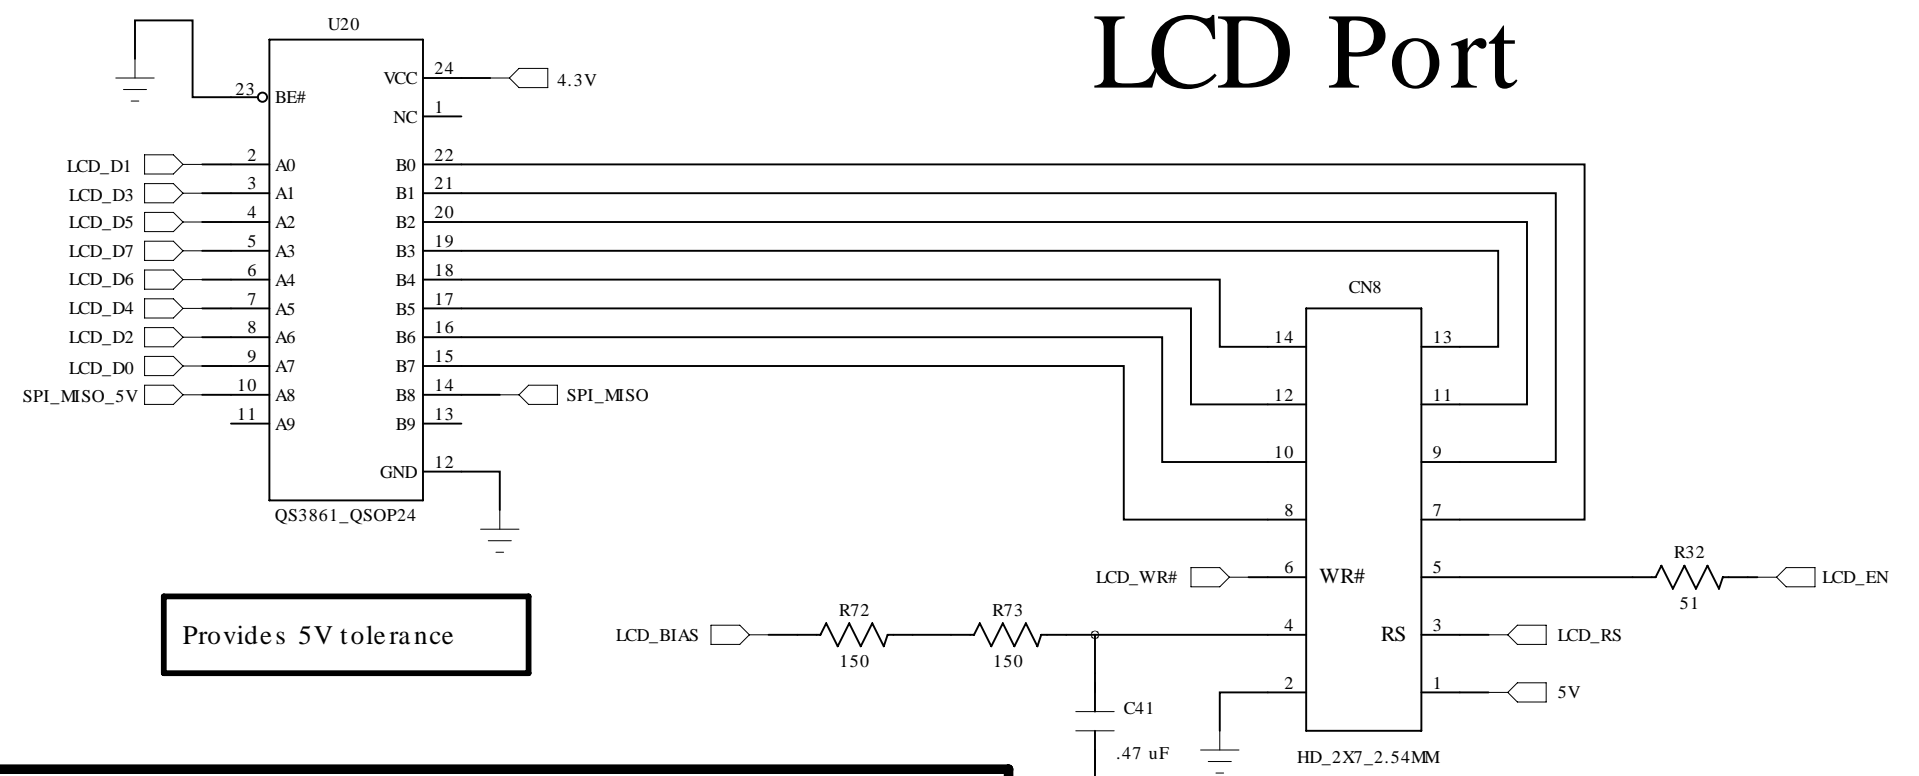 LCD Port
U20
VCC 24 4.3V
23 BE#
NC 1
LCD_D1 2 A0 B0 22
LCD_D3 3 A1 B1 21
LCD_D5 4 A2 B2 20
LCD_D7 5 A3 B3 19
LCD_D6 6 A4 B4 18
LCD_D4 7 A5 B5 17
LCD_D2 8 A6 B6 16
LCD_D0 9 A7 B7 15
SPI_MISO_5V 10 A8 B8 14 SPI_MISO
11 A9 B9 13
GND 12
QS3861_QSOP24
CN8
14 13
12 11
10 9
8 7
LCD_WR# 6 WR# 5 R32 LCD_EN
51
LCD_BIAS R72 R73 4 RS 3 LCD_RS
150 150
2 1 5V
C41
.47 uF
HD_2X7_2.54MM
Provides 5V tolerance